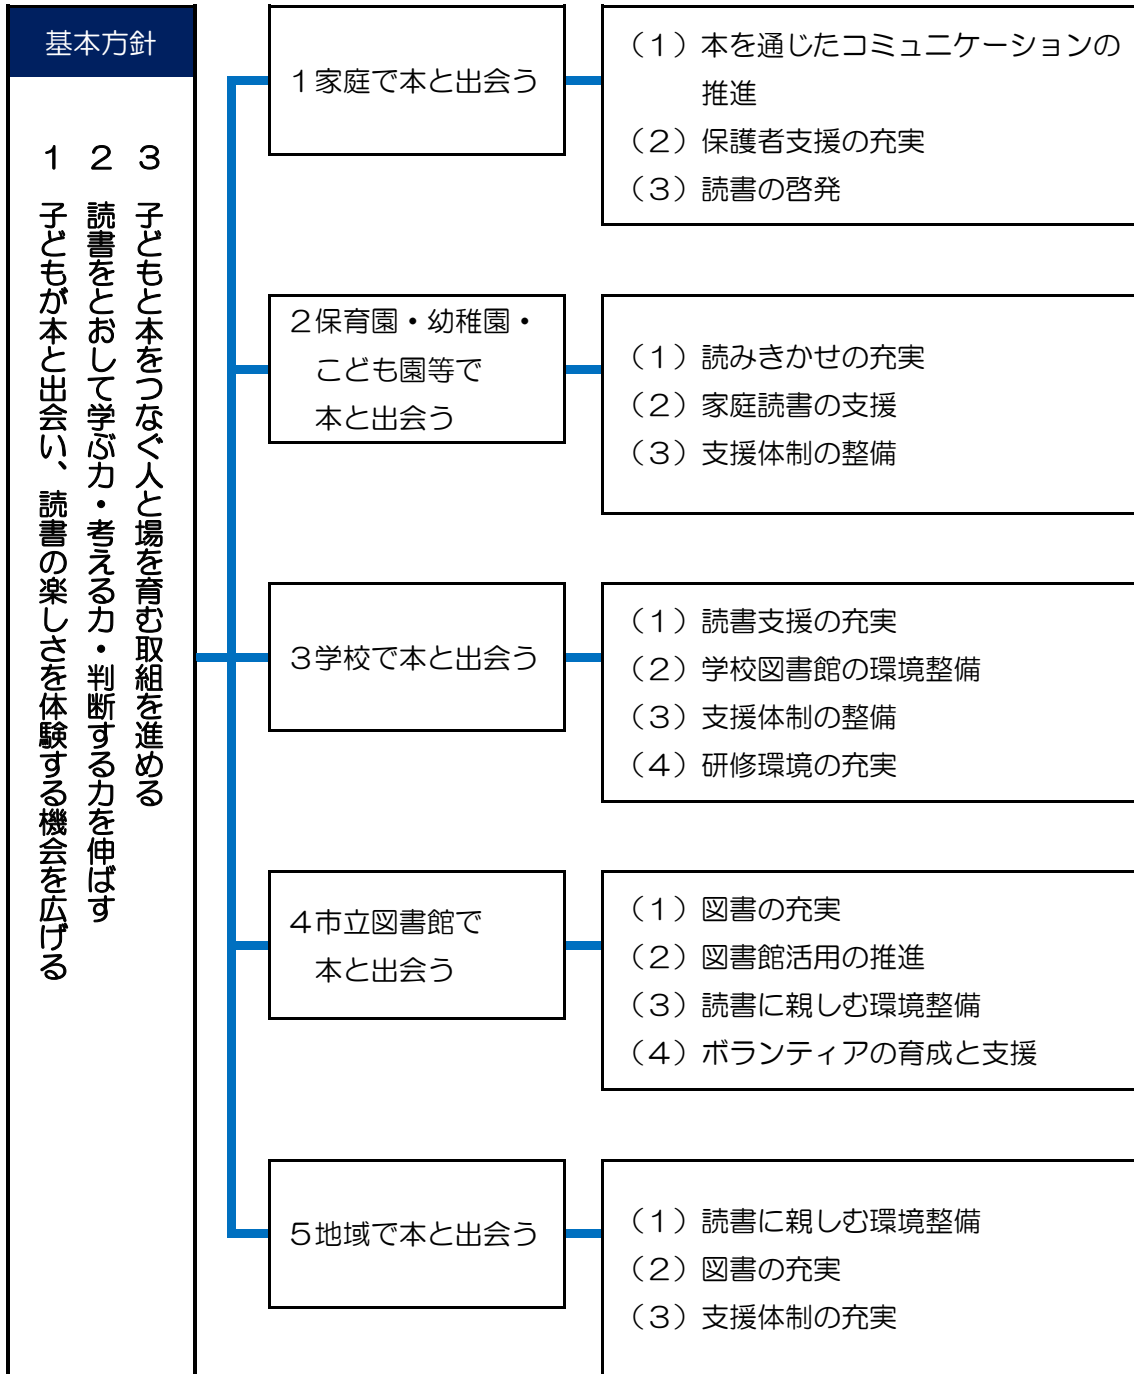 基本方針
1 子どもが本と出会い、読書の楽しさを体験する機会を広げる
2 読書をとおして学ぶ力・考える力・判断する力を伸ばす
3 子どもと本をつなぐ人と場を育む取組を進める
1家庭で本と出会う
(1)本を通じたコミュニケーションの
推進
(2)保護者支援の充実
(3)読書の啓発
2保育園・幼稚園・
こども園等で
本と出会う
(1)読みきかせの充実
(2)家庭読書の支援
(3)支援体制の整備
3学校で本と出会う
(1)読書支援の充実
(2)学校図書館の環境整備
(3)支援体制の整備
(4)研修環境の充実
4市立図書館で
本と出会う
(1)図書の充実
(2)図書館活用の推進
(3)読書に親しむ環境整備
(4)ボランティアの育成と支援
5地域で本と出会う
(1)読書に親しむ環境整備
(2)図書の充実
(3)支援体制の充実